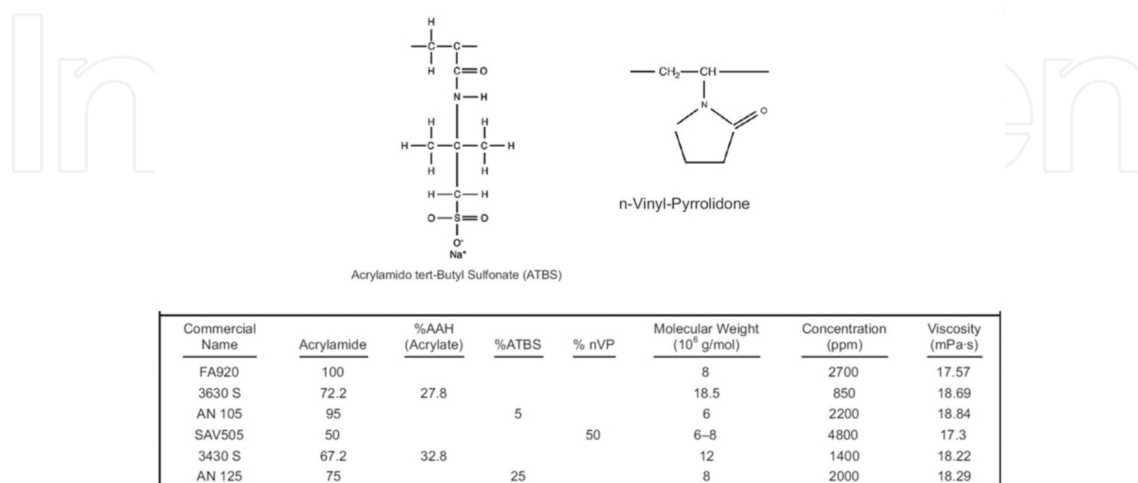 H
C C
H C=O
N—H
H H
H—C—C—C—H
H H
H—C—H
O—S=O
O-
Na+
Acrylamido tert-Butyl Sulfonate (ATBS)
CH2—CH
N
O
n-Vinyl-Pyrrolidone
Commercial Name Acrylamide %AAH (Acrylate) %ATBS % nVP Molecular Weight (10⁶ g/mol) Concentration (ppm) Viscosity (mPa·s)
FA920 100 8 2700 17.57
3630 S 72.2 27.8 18.5 850 18.69
AN 105 95 5 6 2200 18.84
SAV505 50 50 6–8 4800 17.3
3430 S 67.2 32.8 12 1400 18.22
AN 125 75 25 8 2000 18.29